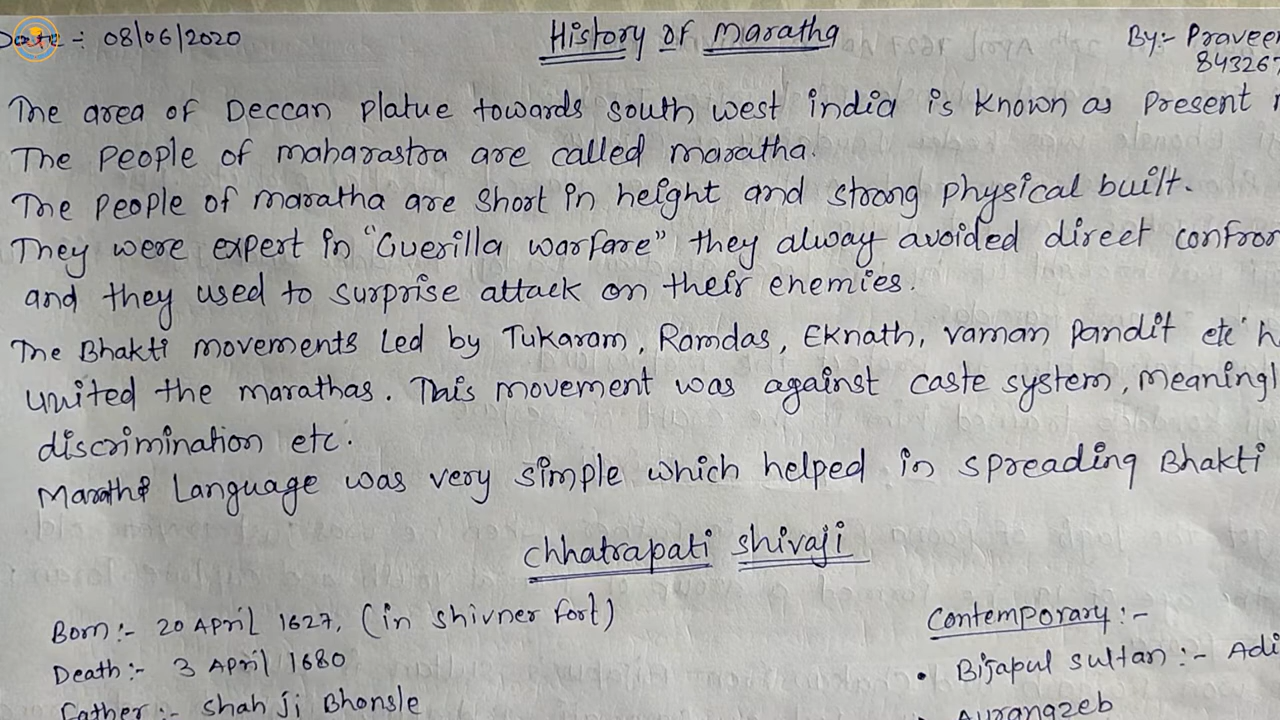 Date :- 08/06/2020
History of Maratha
By:- Praveen
843267
The area of Deccan Platue towards south west india is known as Present
The People of maharastra are called maratha.
The People of maratha are Short in height and strong physical built.
They were expert in "Guerilla warfare" they alway avoided direct confron
and they used to surprise attack on their enemies.
The Bhakti movements Led by Tukaram, Ramdas, Eknath, vaman Pandit etc h
united the marathas. This movement was against caste system, meaningl
discrimination etc.
Marathi Language was very simple which helped in spreading Bhakti
Chhatrapati Shivaji
Born:- 20 April 1627, (in shivner fort)
Death:- 3 April 1680
Father:- Shah ji Bhonsle
Contemporary :-
• Bijapul sultan:- Adi
• Aurangzeb